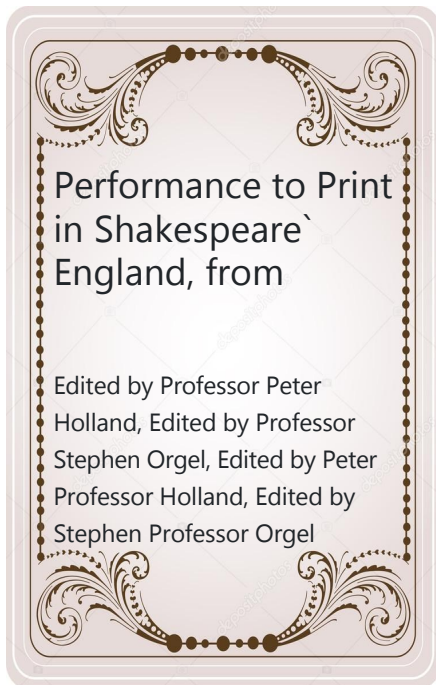 Performance to Print
in Shakespeare`
England, from
Edited by Professor Peter
Holland, Edited by Professor
Stephen Orgel, Edited by Peter
Professor Holland, Edited by
Stephen Professor Orgel